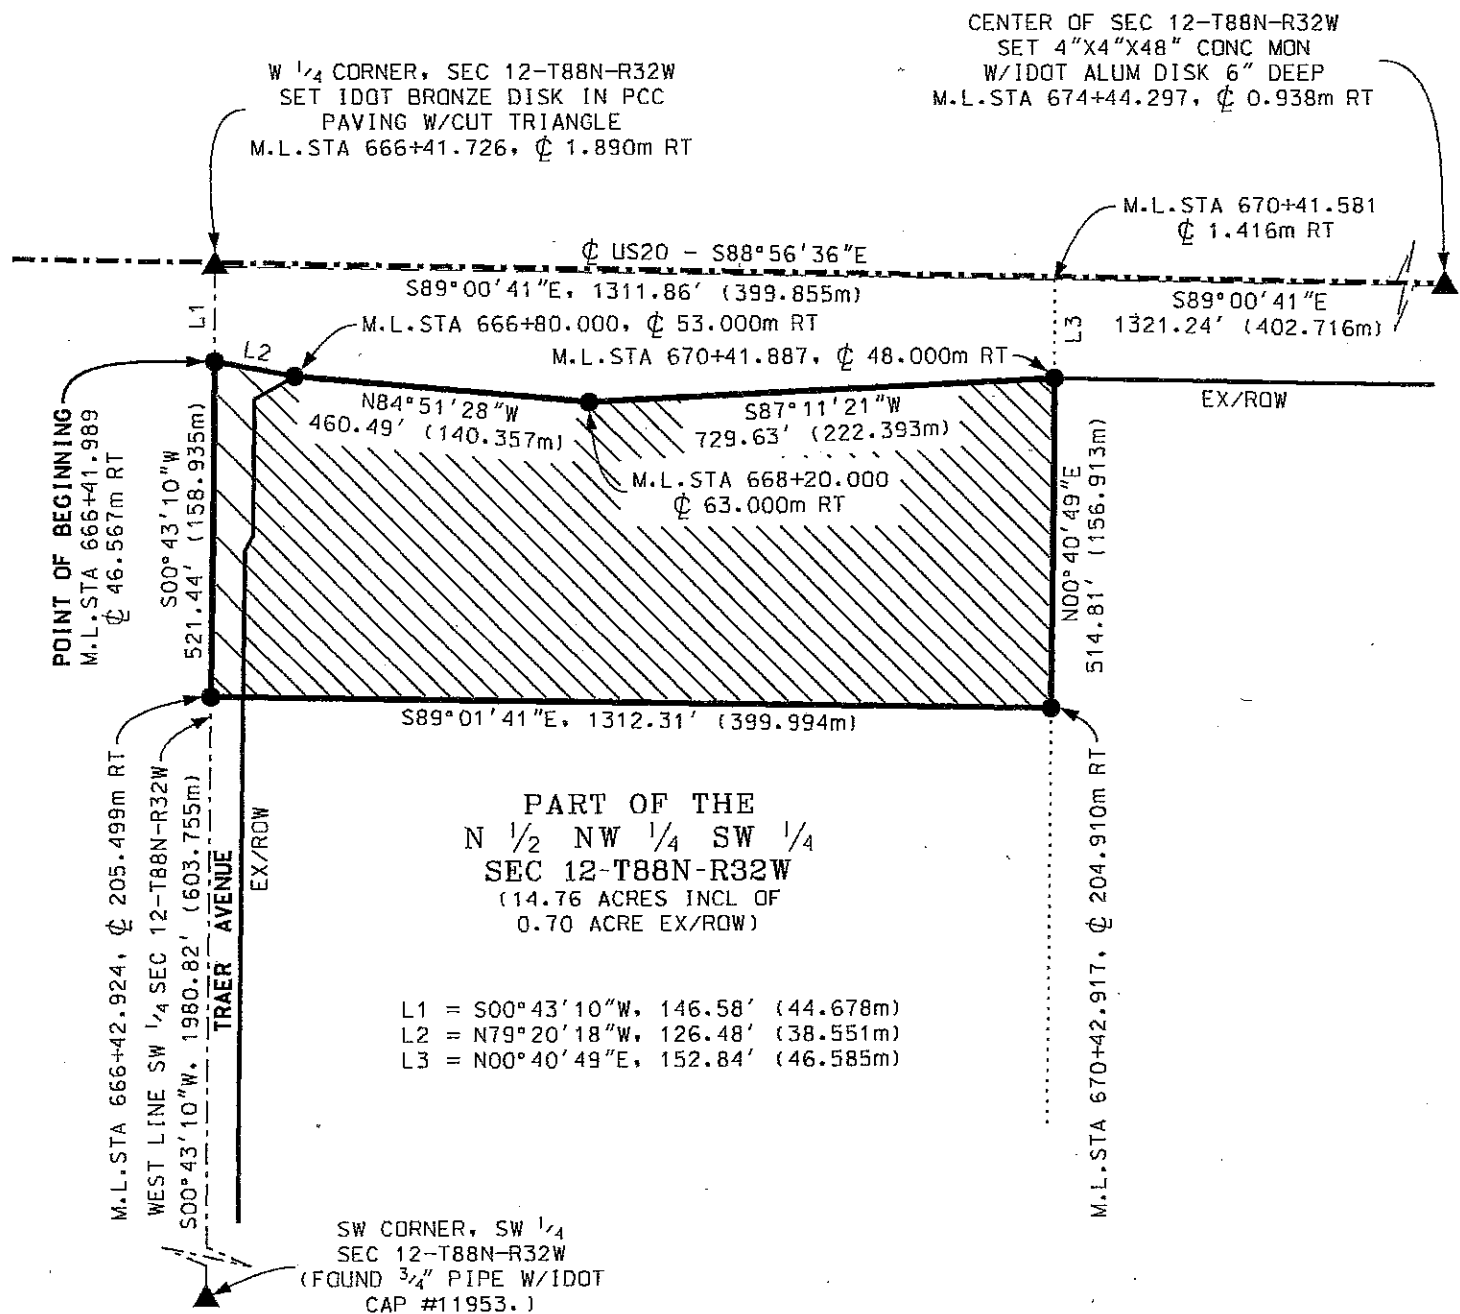 CENTER OF SEC 12-T88N-R32W
SET 4"X4"X48" CONC MON
W/IDOT ALUM DISK 6" DEEP
M.L.STA 674+44.297, ℄ 0.938m RT
W 1/4 CORNER, SEC 12-T88N-R32W
SET IDOT BRONZE DISK IN PCC
PAVING W/CUT TRIANGLE
M.L.STA 666+41.726, ℄ 1.890m RT
M.L.STA 670+41.581
℄ 1.416m RT
℄ US20 - S88°56'36"E
S89°00'41"E, 1311.86' (399.855m)
S89°00'41"E
1321.24' (402.716m)
L1
L2
L3
M.L.STA 666+80.000, ℄ 53.000m RT
M.L.STA 670+41.887, ℄ 48.000m RT
EX/ROW
N84°51'28"W
460.49' (140.357m)
S87°11'21"W
729.63' (222.393m)
M.L.STA 668+20.000
℄ 63.000m RT
POINT OF BEGINNING
M.L.STA 666+41.989
℄ 46.567m RT
S00°43'10"W
521.44' (158.935m)
N00°40'49"E
514.81' (156.913m)
S89°01'41"E, 1312.31' (399.994m)
M.L.STA 666+42.924, ℄ 205.499m RT
WEST LINE SW 1/4 SEC 12-T88N-R32W
S00°43'10"W, 1980.82' (603.755m)
TRAER AVENUE
EX/ROW
PART OF THE
N 1/2 NW 1/4 SW 1/4
SEC 12-T88N-R32W
(14.76 ACRES INCL OF
0.70 ACRE EX/ROW)
L1 = S00°43'10"W, 146.58' (44.678m)
L2 = N79°20'18"W, 126.48' (38.551m)
L3 = N00°40'49"E, 152.84' (46.585m)
M.L.STA 670+42.917, ℄ 204.910m RT
SW CORNER, SW 1/4
SEC 12-T88N-R32W
(FOUND 3/4" PIPE W/IDOT
CAP #11953.)